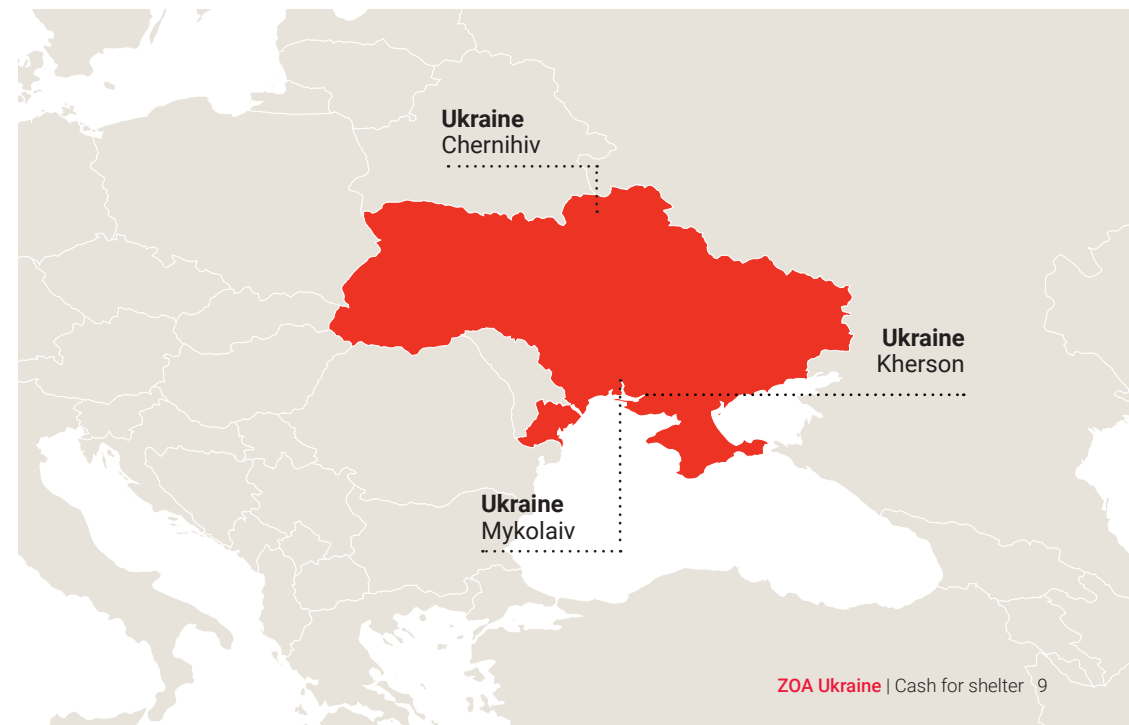 Ukraine
Chernihiv
Ukraine
Kherson
Ukraine
Mykolaiv
ZOA Ukraine | Cash for shelter 9